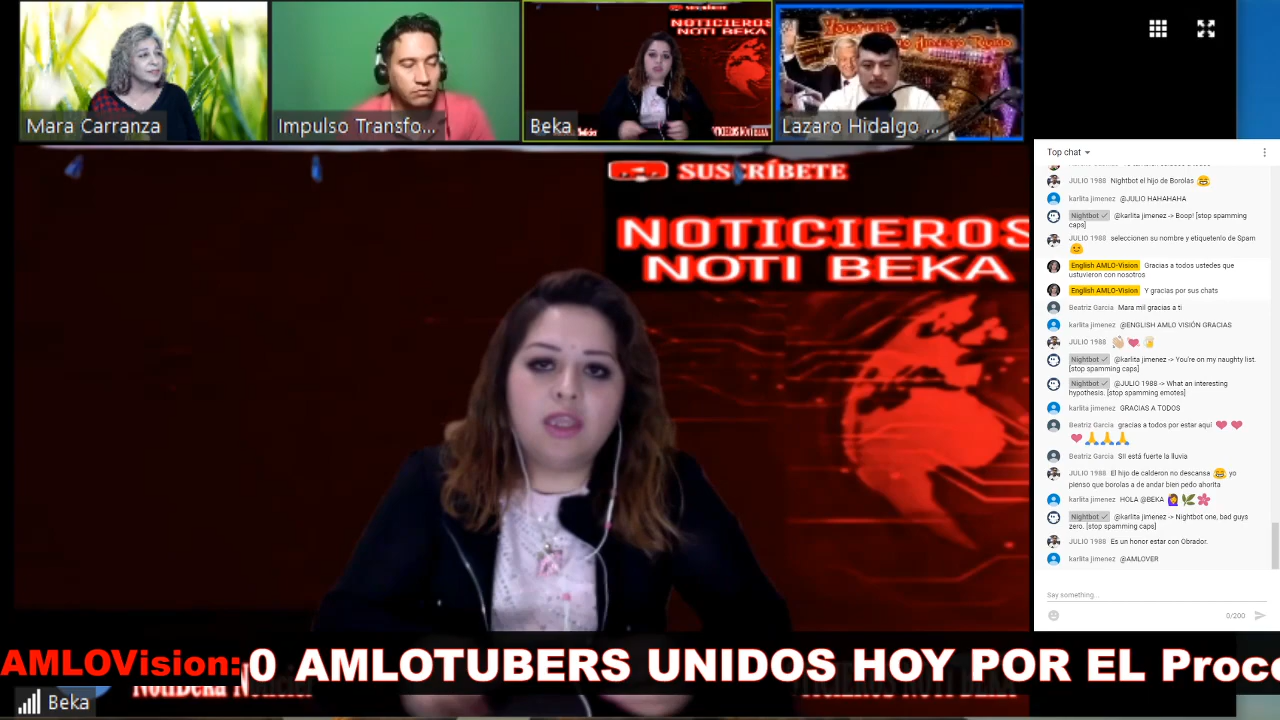 SUSCRÍBETE
NOTICIEROS
NOTI BEKA
YouTube
Mara Carranza
Impulso Transfo...
Beka
Lazaro Hidalgo ...
SUSCRÍBETE
NOTICIEROS
NOTI BEKA
Top chat
JULIO 1988 Nightbot el hijo de Borolas
karlita jimenez @JULIO HAHAHAHA
Nightbot @karlita jimenez -> Boop! [stop spamming
caps]
JULIO 1988 seleccionen su nombre y etiquetenlo de Spam
English AMLO-Vision Gracias a todos ustedes que
ustuvieron con nosotros
English AMLO-Vision Y gracias por sus chats
Beatriz Garcia Mara mil gracias a ti
karlita jimenez @ENGLISH AMLO VISIÓN GRACIAS
JULIO 1988
Nightbot @karlita jimenez -> You're on my naughty list.
[stop spamming caps]
Nightbot @JULIO 1988 -> What an interesting
hypothesis. [stop spamming emotes]
karlita jimenez GRACIAS A TODOS
Beatriz Garcia gracias a todos por estar aquí
Beatriz Garcia SII está fuerte la lluvia
JULIO 1988 El hijo de calderon no descansa yo
pienso que borolas a de andar bien pedo ahorita
karlita jimenez HOLA @BEKA
Nightbot @karlita jimenez -> Nightbot one, bad guys
zero. [stop spamming caps]
JULIO 1988 Es un honor estar con Obrador.
karlita jimenez @AMLOVER
Say something...
0/200
AMLOVision: 0 AMLOTUBERS UNIDOS HOY POR EL Proce
Beka